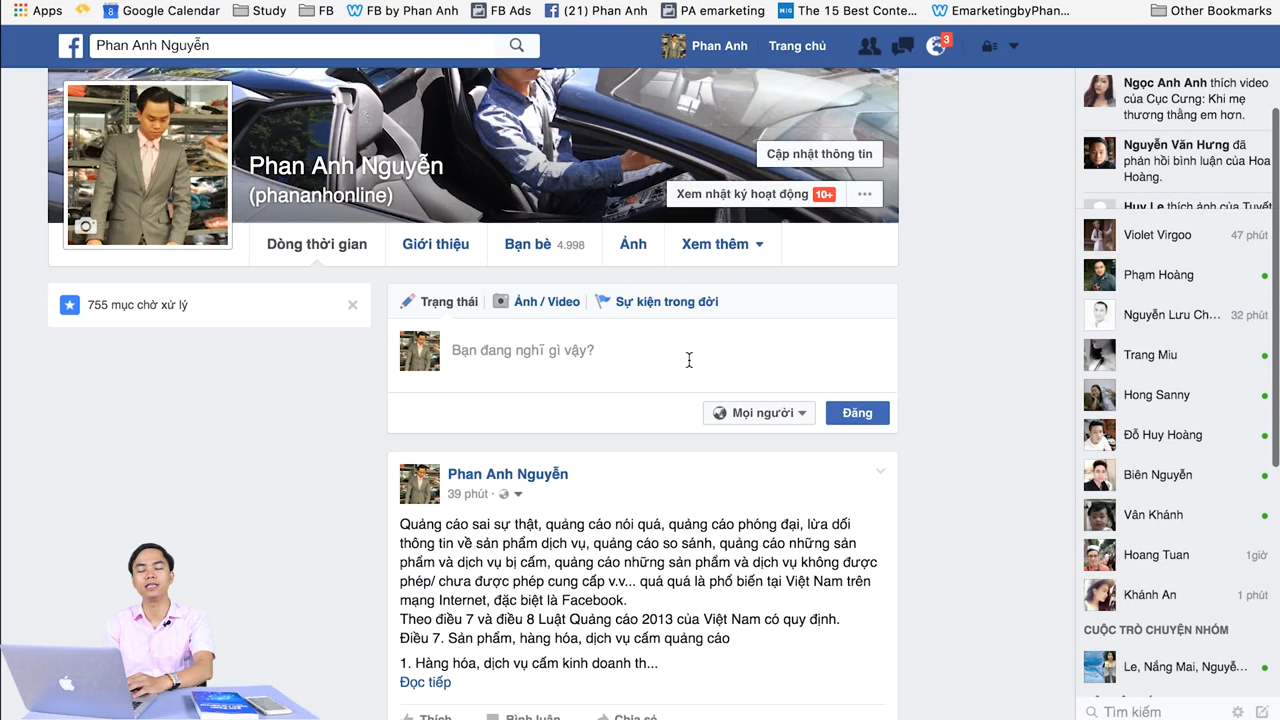 Apps
8 Google Calendar
Study
FB
FB by Phan Anh
FB Ads
(21) Phan Anh
PA emarketing
The 15 Best Conte...
EmarketingbyPhan...
Other Bookmarks
Phan Anh Nguyễn
Phan Anh
Trang chủ
3
Phan Anh Nguyễn
(phananhonline)
Cập nhật thông tin
Xem nhật ký hoạt động 10+
Dòng thời gian
Giới thiệu
Bạn bè 4.998
Ảnh
Xem thêm
755 mục chờ xử lý
Trạng thái
Ảnh / Video
Sự kiện trong đời
Bạn đang nghĩ gì vậy?
Mọi người
Đăng
Phan Anh Nguyễn
39 phút ·
Quảng cáo sai sự thật, quảng cáo nói quá, quảng cáo phóng đại, lừa dối
thông tin về sản phẩm dịch vụ, quảng cáo so sánh, quảng cáo những sản
phẩm và dịch vụ bị cấm, quảng cáo những sản phẩm và dịch vụ không được
phép/ chưa được phép cung cấp v.v... quá quá là phổ biến tại Việt Nam trên
mạng Internet, đặc biệt là Facebook.
Theo điều 7 và điều 8 Luật Quảng cáo 2013 của Việt Nam có quy định.
Điều 7. Sản phẩm, hàng hóa, dịch vụ cấm quảng cáo
1. Hàng hóa, dịch vụ cấm kinh doanh th...
Đọc tiếp
Thích
Bình luận
Chia sẻ
Ngọc Anh Anh thích video
của Cục Cưng: Khi mẹ
thương thằng em hơn.
Nguyễn Văn Hưng đã
phản hồi bình luận của Hoa
Hoàng.
Huy Le thích ảnh của Tuyết
Violet Virgoo 47 phút
Phạm Hoàng
Nguyễn Lưu Ch... 32 phút
Trang Miu
Hong Sanny
Đỗ Huy Hoàng
Biên Nguyễn
Vân Khánh
Hoang Tuan 1giờ
Khánh An 1 phút
CUỘC TRÒ CHUYỆN NHÓM
Le, Nắng Mai, Nguyễ...
Tìm kiếm